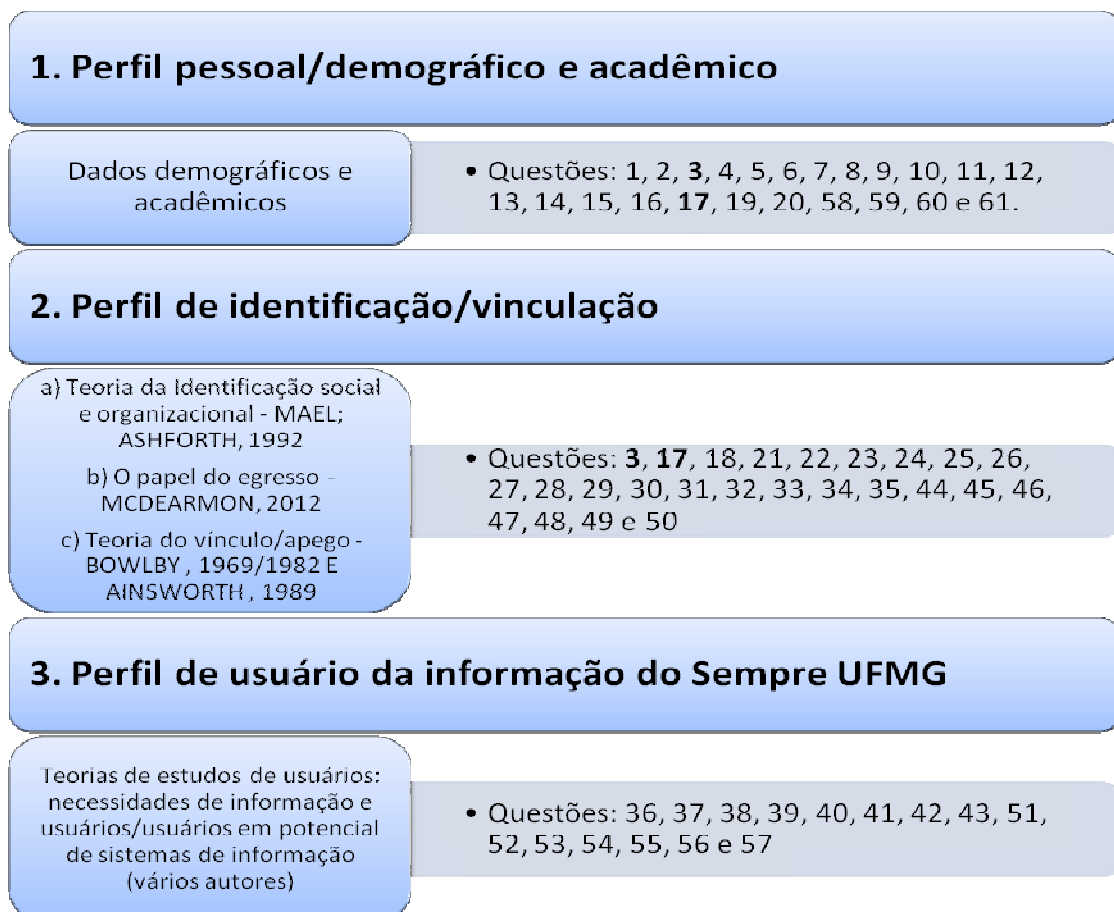 1. Perfil pessoal/demográfico e acadêmico
Dados demográficos e
acadêmicos
• Questões: 1, 2, 3, 4, 5, 6, 7, 8, 9, 10, 11, 12,
13, 14, 15, 16, 17, 19, 20, 58, 59, 60 e 61.
2. Perfil de identificação/vinculação
a) Teoria da Identificação social
e organizacional - MAEL;
ASHFORTH, 1992
b) O papel do egresso -
MCDEARMON, 2012
c) Teoria do vínculo/apego -
BOWLBY , 1969/1982 E
AINSWORTH , 1989
• Questões: 3, 17, 18, 21, 22, 23, 24, 25, 26,
27, 28, 29, 30, 31, 32, 33, 34, 35, 44, 45, 46,
47, 48, 49 e 50
3. Perfil de usuário da informação do Sempre UFMG
Teorias de estudos de usuários:
necessidades de informação e
usuários/usuários em potencial
de sistemas de informação
(vários autores)
• Questões: 36, 37, 38, 39, 40, 41, 42, 43, 51,
52, 53, 54, 55, 56 e 57